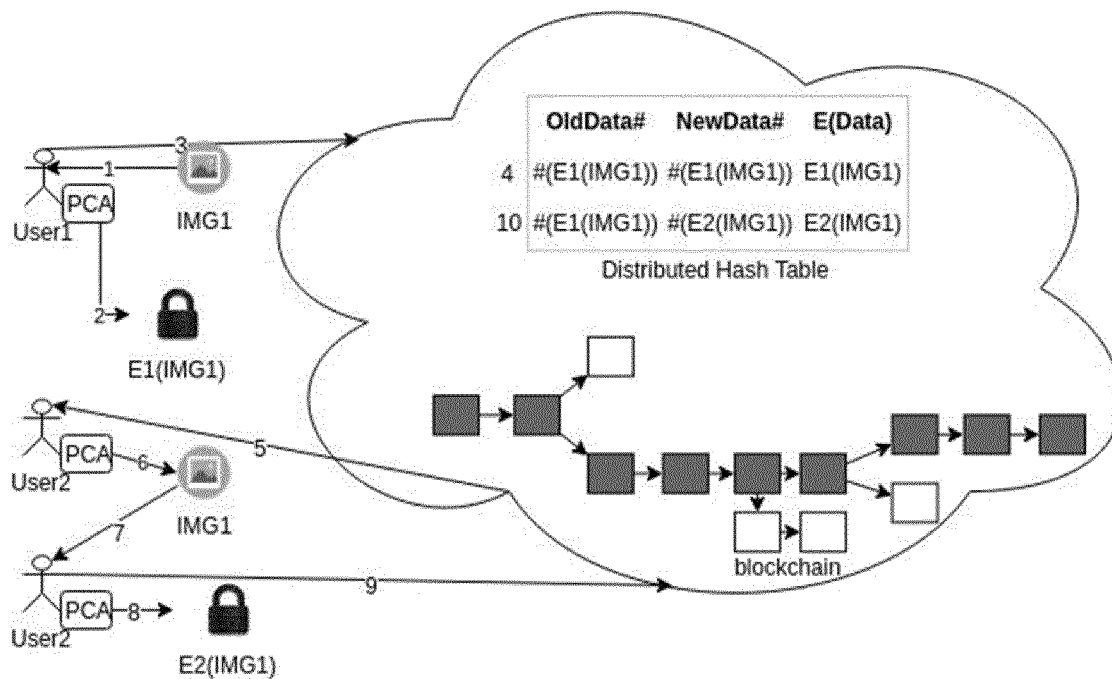 OldData# NewData# E(Data)
4 #(E1(IMG1)) #(E1(IMG1)) E1(IMG1)
10 #(E1(IMG1)) #(E2(IMG1)) E2(IMG1)
Distributed Hash Table
3
1
PCA
User1
IMG1
2
E1(IMG1)
5
PCA
6
User2
IMG1
7
blockchain
9
PCA
8
User2
E2(IMG1)